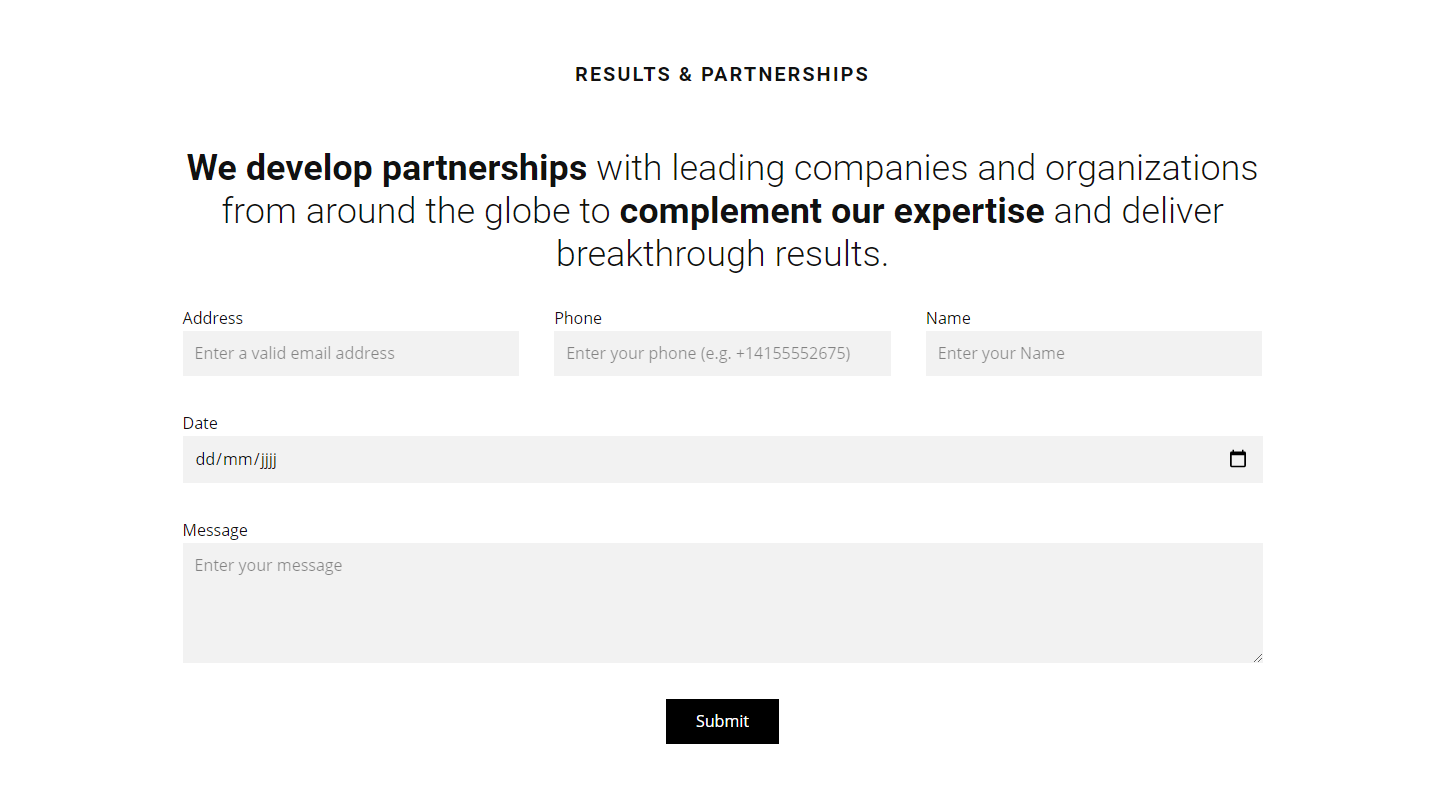 RESULTS & PARTNERSHIPS
We develop partnerships with leading companies and organizations
from around the globe to complement our expertise and deliver
breakthrough results.
Address Phone Name
Enter a valid email address Enter your phone (e.g. +14155552675) Enter your Name
Date
dd/mm/jjjj
Message
Enter your message
Submit